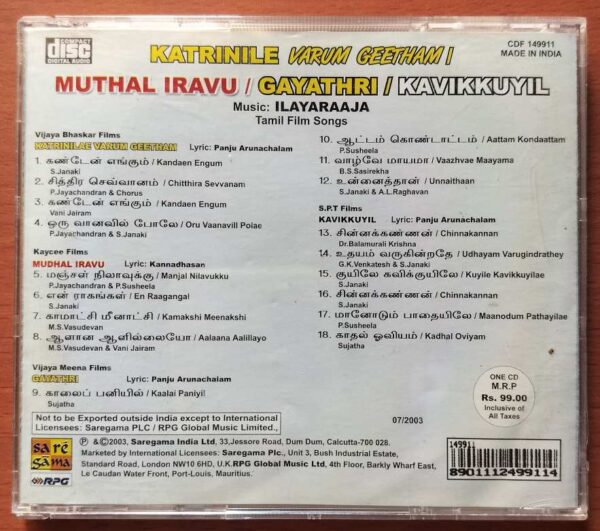 COMPACT
disc
DIGITAL AUDIO
KATRINILE VARUM GEETHAM /
CDF 149911
MADE IN INDIA
MUTHAL IRAVU / GAYATHRI / KAVIKKUYIL
Music: ILAYARAAJA
Tamil Film Songs
Vijaya Bhaskar Films
KATRINILAE VARUM GEETHAM Lyric: Panju Arunachalam
1. கண்டேன் எங்கும் / Kandaen Engum
S.Janaki
2. சித்திர செவ்வானம் / Chitthira Sevvanam
P.Jayachandran & Chorus
3. கண்டேன் எங்கும் / Kandaen Engum
Vani Jairam
4. ஒரு வானவில் போலே / Oru Vaanavill Poiae
P.Jayachandran & S.Janaki
Kaycee Films
MUDHAL IRAVU Lyric: Kannadhasan
5. மஞ்சள் நிலாவுக்கு / Manjal Nilavukku
P.Jayachandran & P.Susheela
6. என் ராகங்கள் / En Raagangal
S.Janaki
7. காமாட்சி மீனாட்சி / Kamakshi Meenakshi
M.S.Vasudevan
8. ஆலான ஆளில்லையோ / Aalaana Aalillayo
M.S.Vasudevan & Vani Jairam
Vijaya Meena Films
GAYATHRI Lyric: Panju Arunachalam
9. காலைப் பனியில் / Kaalai Paniyil
Sujatha
10. ஆட்டம் கொண்டாட்டம் / Aattam Kondaattam
P.Susheela
11. வாழ்வே மாயமா / Vaazhvae Maayama
B.S.Sasirekha
12. உன்னைத்தான் / Unnaithaan
S.Janaki & A.L.Raghavan
S.P.T Films
KAVIKKUYIL Lyric: Panju Arunachalam
13. சின்னக்கண்ணன் / Chinnakannan
Dr.Balamurali Krishna
14. உதயம் வருகின்றதே / Udhayam Varugindrathey
G.K.Venkatesh & S.Janaki
15. குயிலே கவிக்குயிலே / Kuyile Kavikkuyilae
S.Janaki
16. சின்னக்கண்ணன் / Chinnakannan
S.Janaki
17. மானோடும் பாதையிலே / Maanodum Pathayilae
P.Susheela
18. காதல் ஓவியம் / Kadhal Oviyam
Sujatha
ONE CD
M.R.P
Rs. 99.00
Inclusive of
All Taxes
Not to be Exported outside India except to International
Licensees: Saregama PLC / RPG Global Music Limited.,
07/2003
sa re
ga ma
RPG
℗ &©2003, Saregama India Ltd, 33,Jessore Road, Dum Dum, Calcutta-700 028.
Marketed by International Licensees: Saregama Plc., Unit 3, Bush Industrial Estate,
Standard Road, London NW10 6HD, U.K.RPG Global Music Ltd, 4th Floor, Barkly Wharf East,
Le Caudan Water Front, Port-Louis, Mauritius.
149911
8901112499114